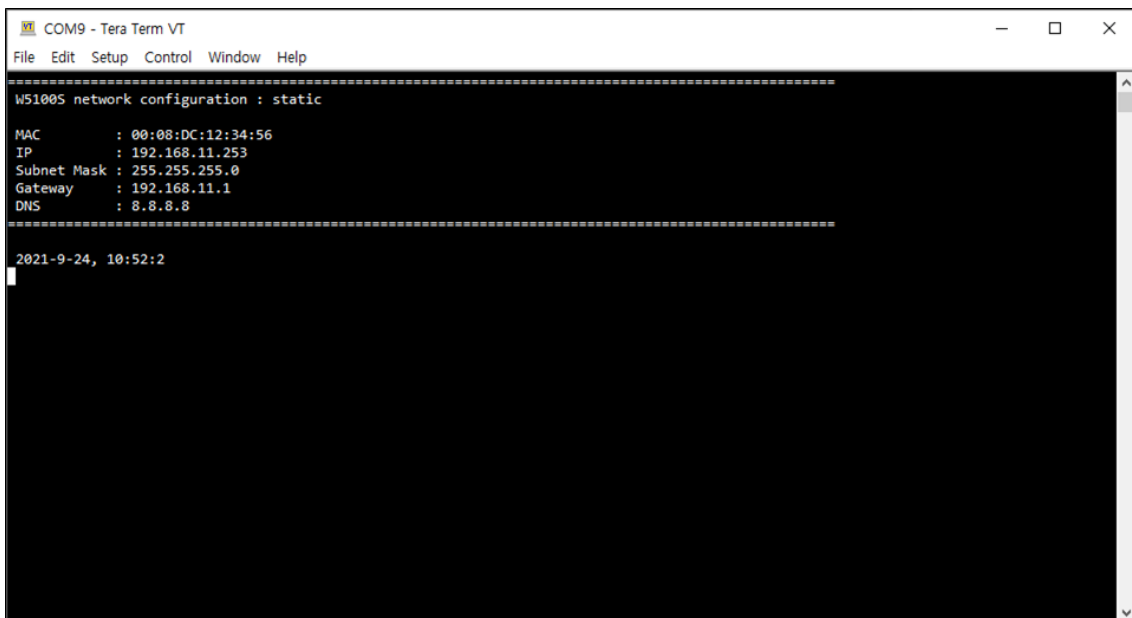 COM9 - Tera Term VT
File Edit Setup Control Window Help
====================================================================================================
W5100S network configuration : static
MAC : 00:08:DC:12:34:56
IP : 192.168.11.253
Subnet Mask : 255.255.255.0
Gateway : 192.168.11.1
DNS : 8.8.8.8
====================================================================================================
2021-9-24, 10:52:2